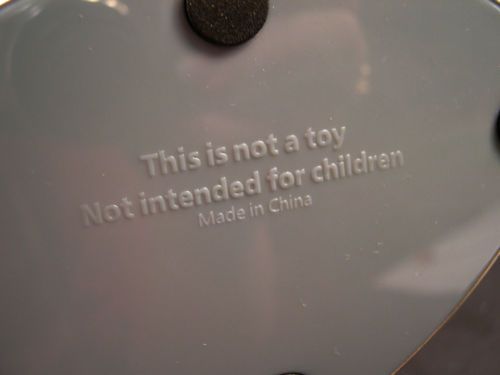 This is not a toy
Not intended for children
Made in China